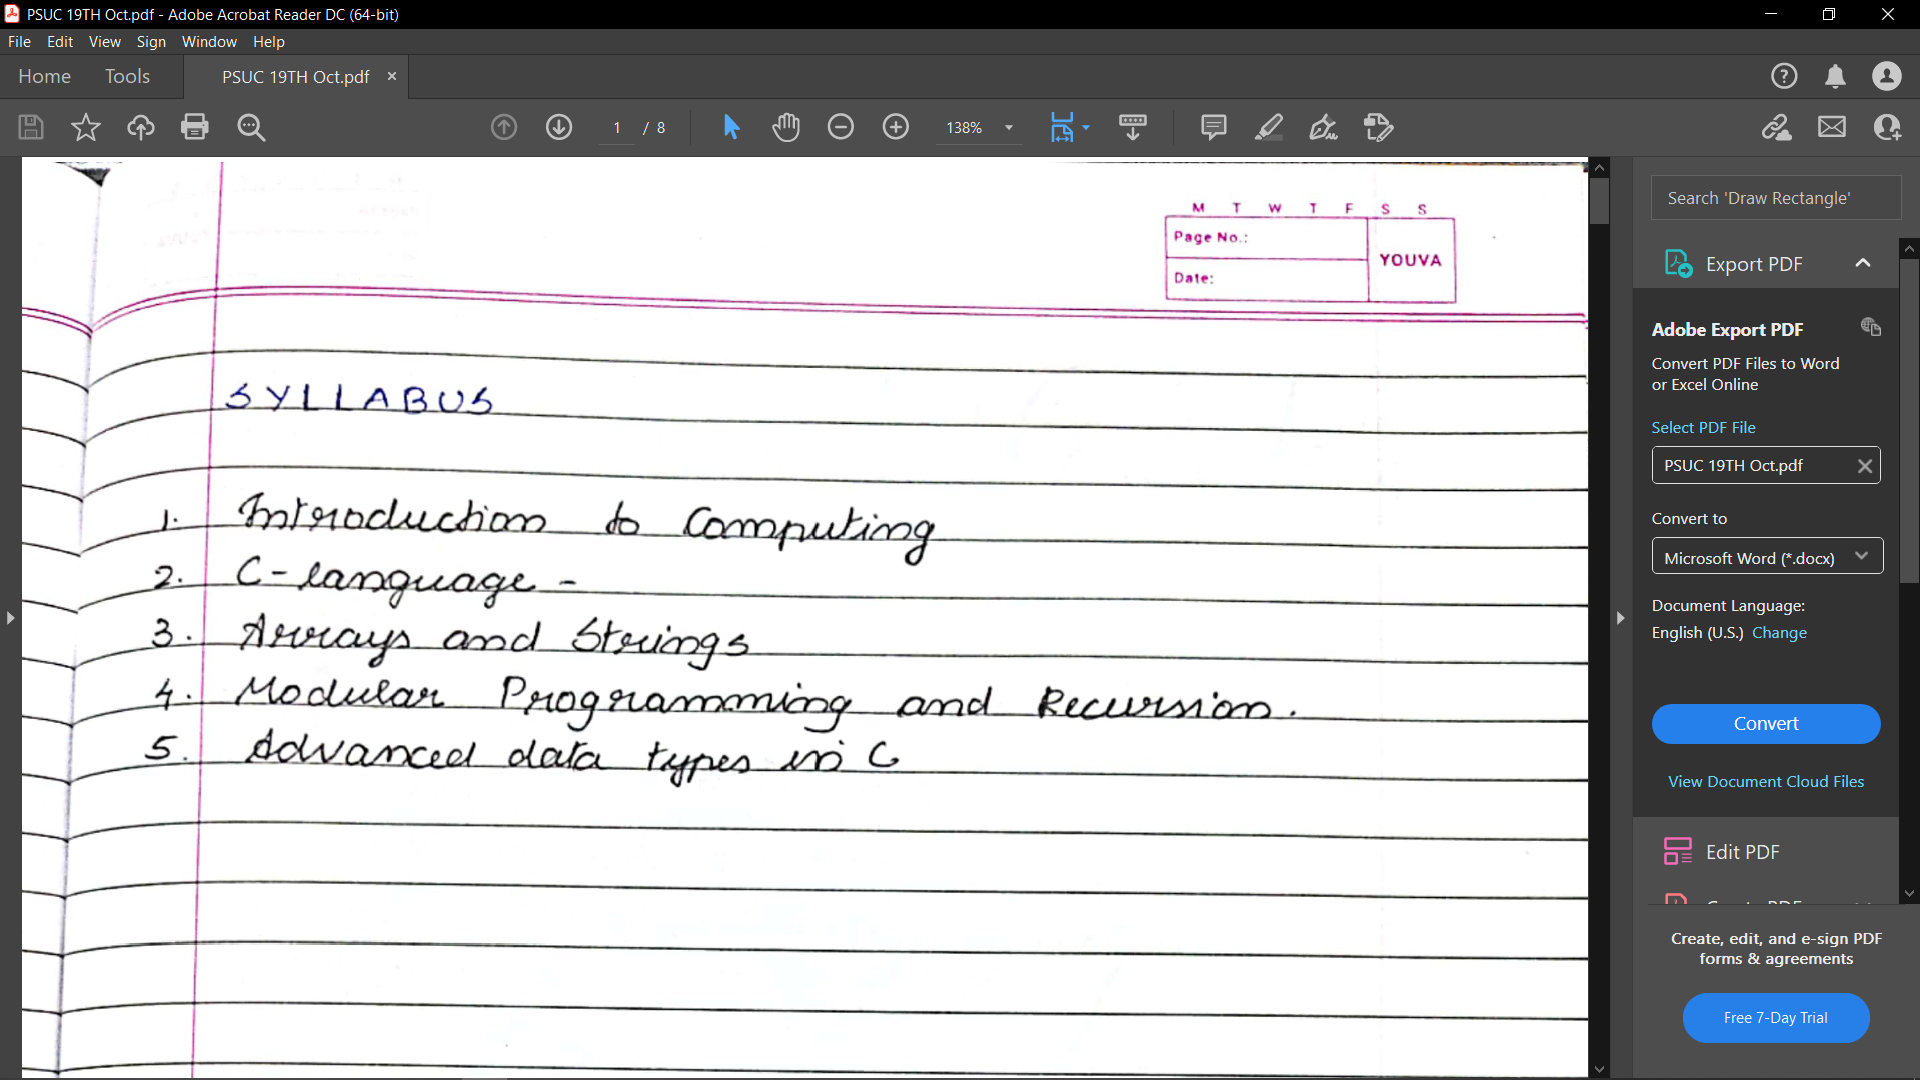 PSUC 19TH Oct.pdf - Adobe Acrobat Reader DC (64-bit)
File Edit View Sign Window Help
Home Tools PSUC 19TH Oct.pdf ×
1 / 8 138%
M T W T F S S
Page No.:
YOUVA
Date:
SYLLABUS
1. Introduction to Computing
2. C-language -
3. Arrays and Strings
4. Modular Programming and Recursion.
5. Advanced data types in C
Search 'Draw Rectangle'
Export PDF
Adobe Export PDF
Convert PDF Files to Word
or Excel Online
Select PDF File
PSUC 19TH Oct.pdf
Convert to
Microsoft Word (*.docx)
Document Language:
English (U.S.) Change
Convert
View Document Cloud Files
Edit PDF
Create, edit, and e-sign PDF
forms & agreements
Free 7-Day Trial